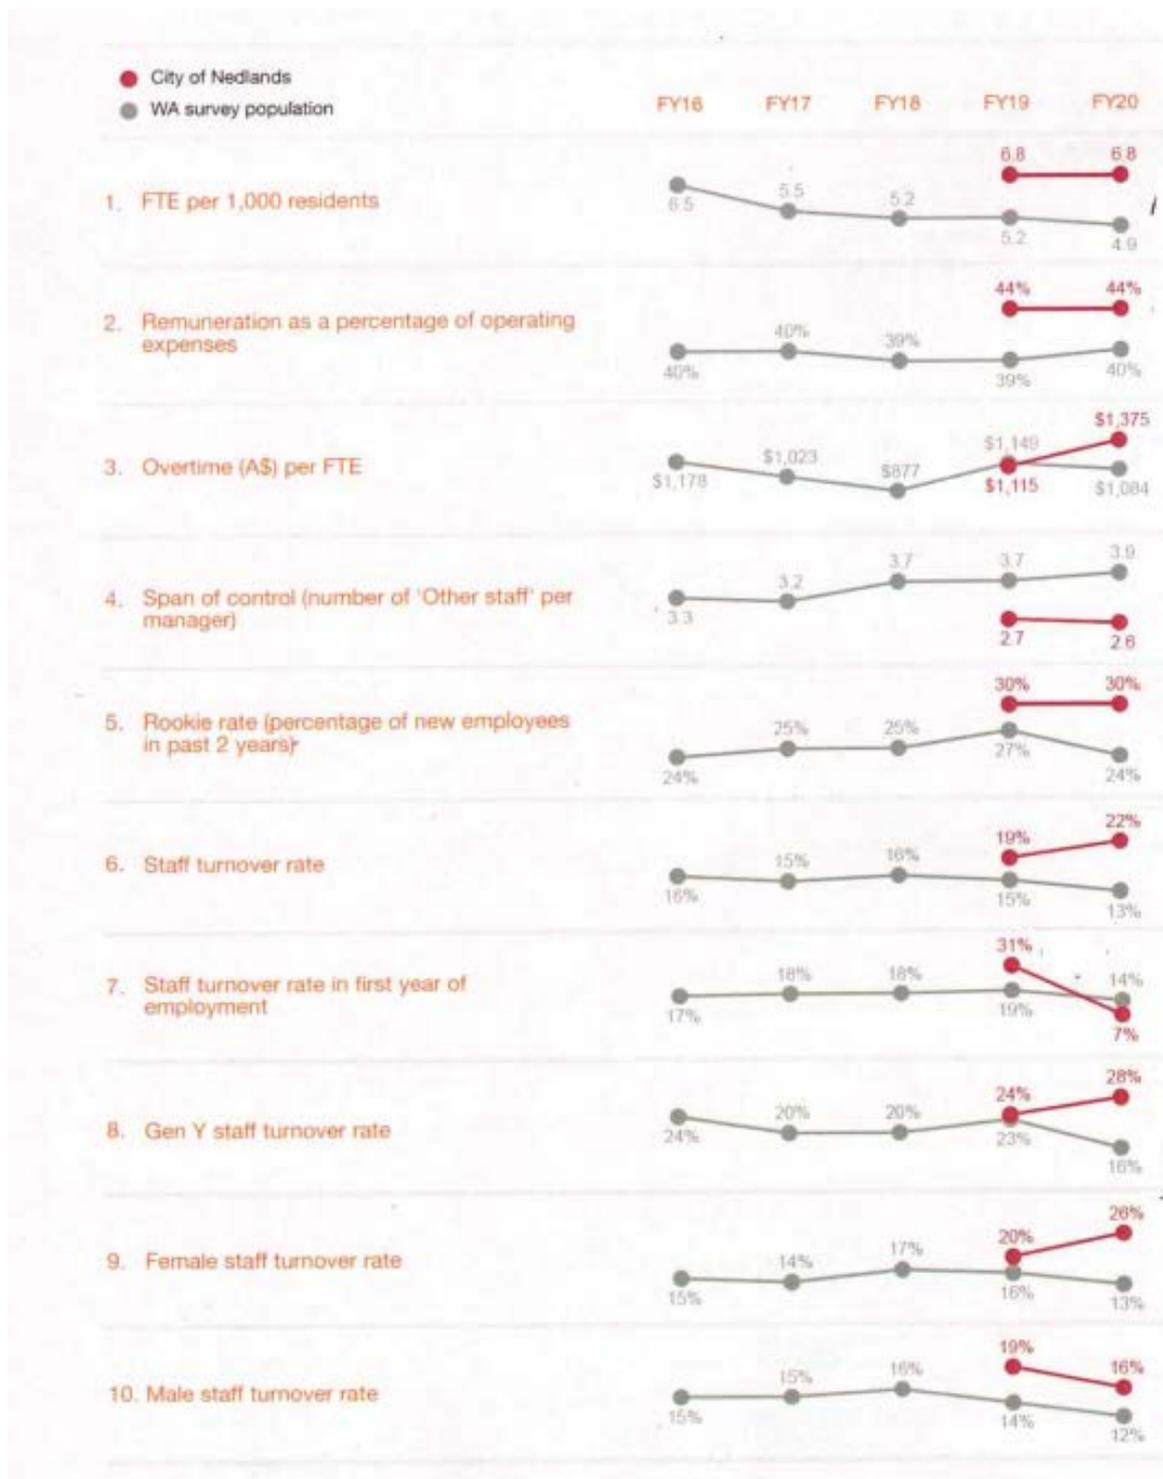 City of Nedlands
WA survey population
FY16 FY17 FY18 FY19 FY20
1. FTE per 1,000 residents
6.8 6.8
6.5 5.5 5.2 5.2 4.9
2. Remuneration as a percentage of operating
expenses
44% 44%
40% 40% 39% 39% 40%
3. Overtime (A$) per FTE
$1,115 $1,375
$1,178 $1,023 $877 $1,149 $1,084
4. Span of control (number of 'Other staff' per
manager)
3.3 3.2 3.7 3.7 3.9
2.7 2.6
5. Rookie rate (percentage of new employees
in past 2 years)
30% 30%
24% 25% 25% 27% 24%
6. Staff turnover rate
19% 22%
16% 15% 16% 15% 13%
7. Staff turnover rate in first year of
employment
31% 7%
17% 18% 18% 19% 14%
8. Gen Y staff turnover rate
24% 28%
24% 20% 20% 23% 16%
9. Female staff turnover rate
20% 26%
15% 14% 17% 16% 13%
10. Male staff turnover rate
19% 16%
15% 15% 16% 14% 12%